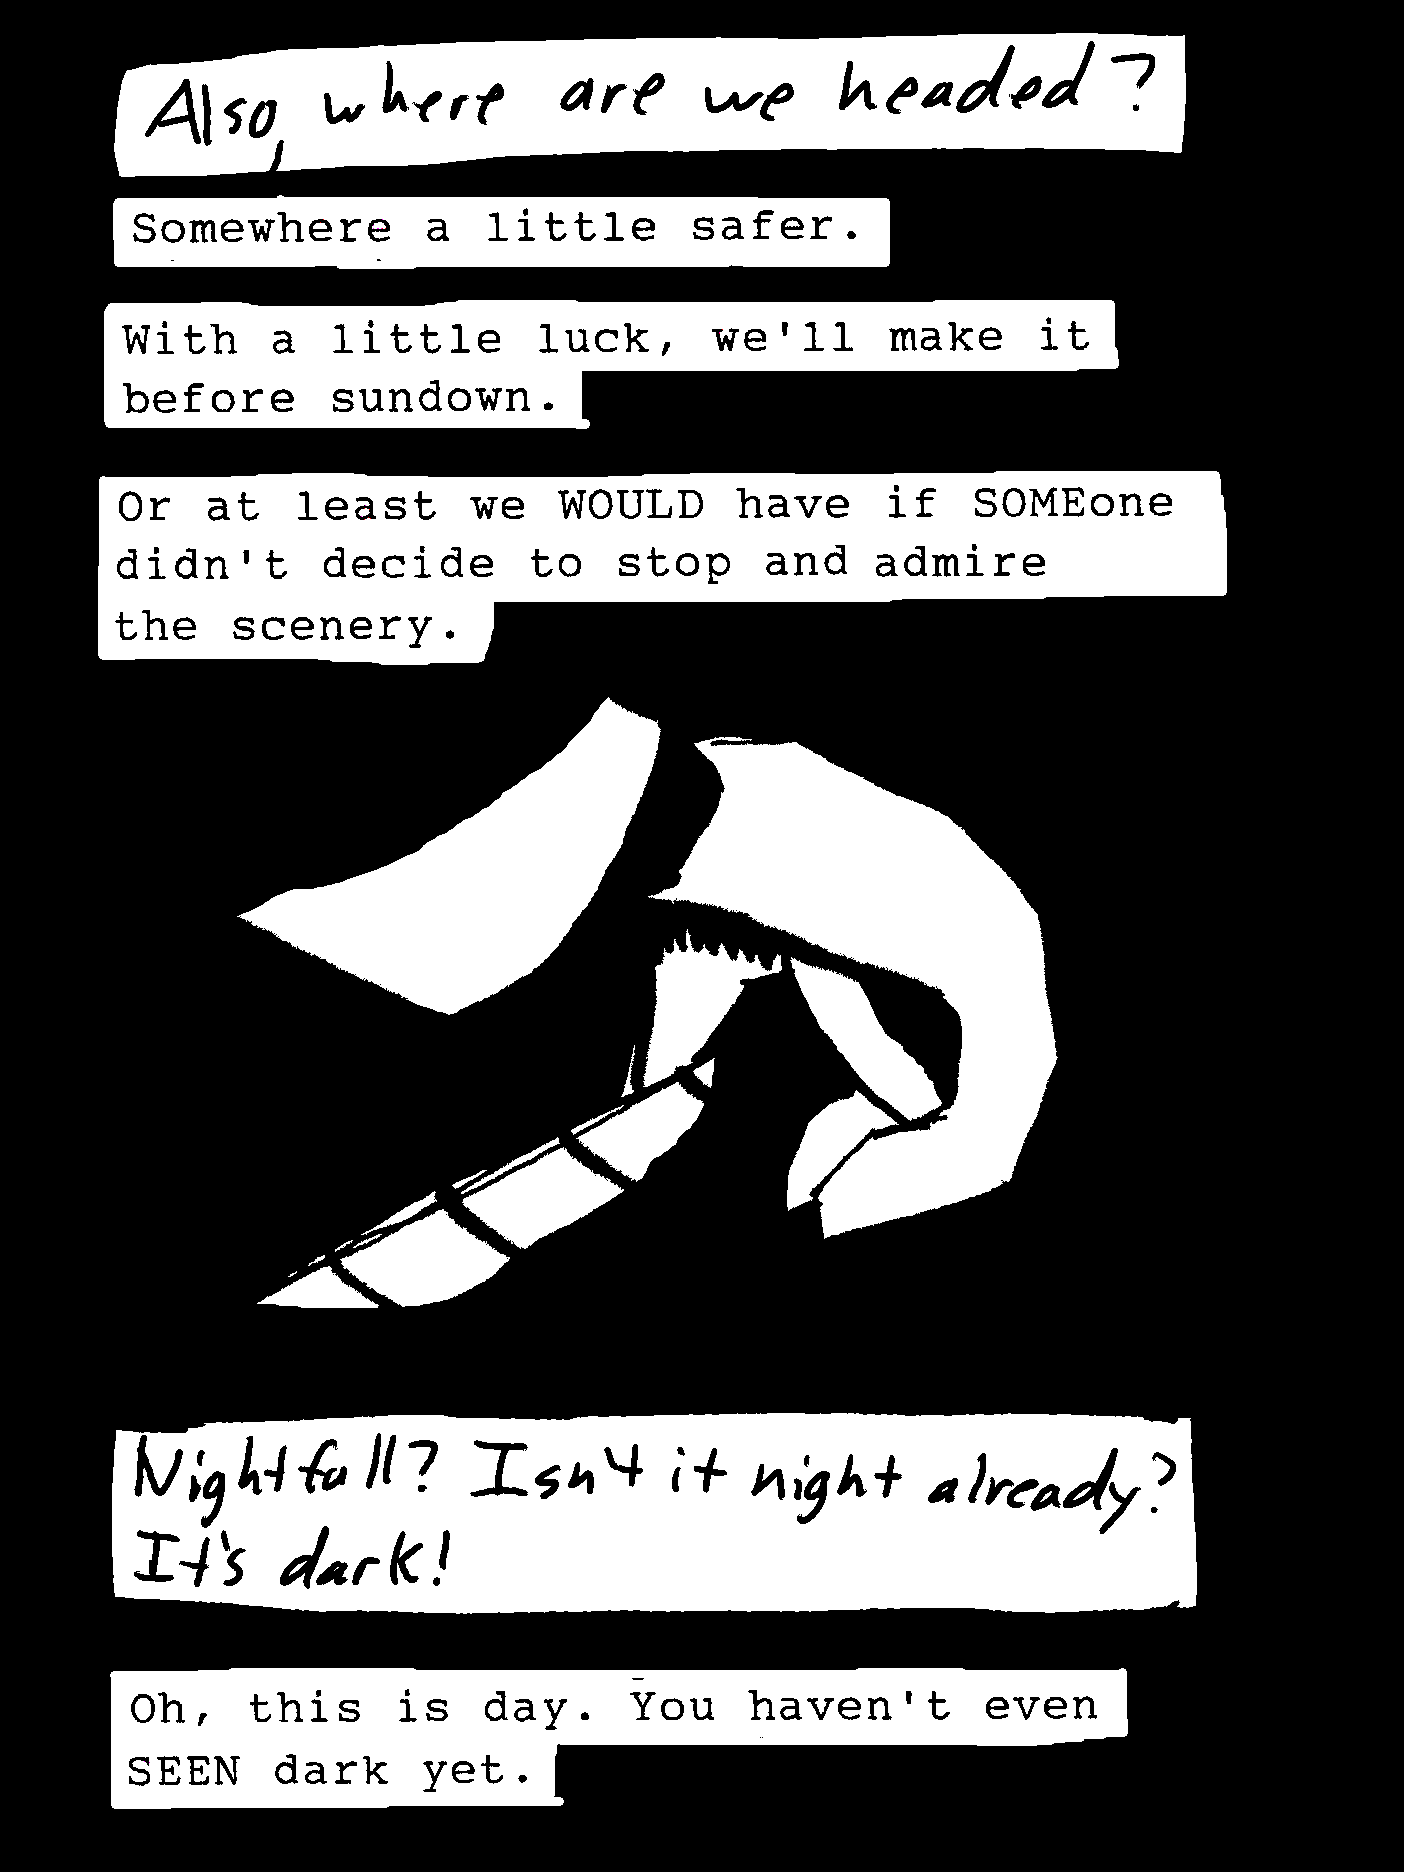 Also, where are we headed?
Somewhere a little safer.
With a little luck, we'll make it
before sundown.
Or at least we WOULD have if SOMEone
didn't decide to stop and admire
the scenery.
Nightfall? Isn't it night already?
It's dark!
Oh, this is day. You haven't even
SEEN dark yet.